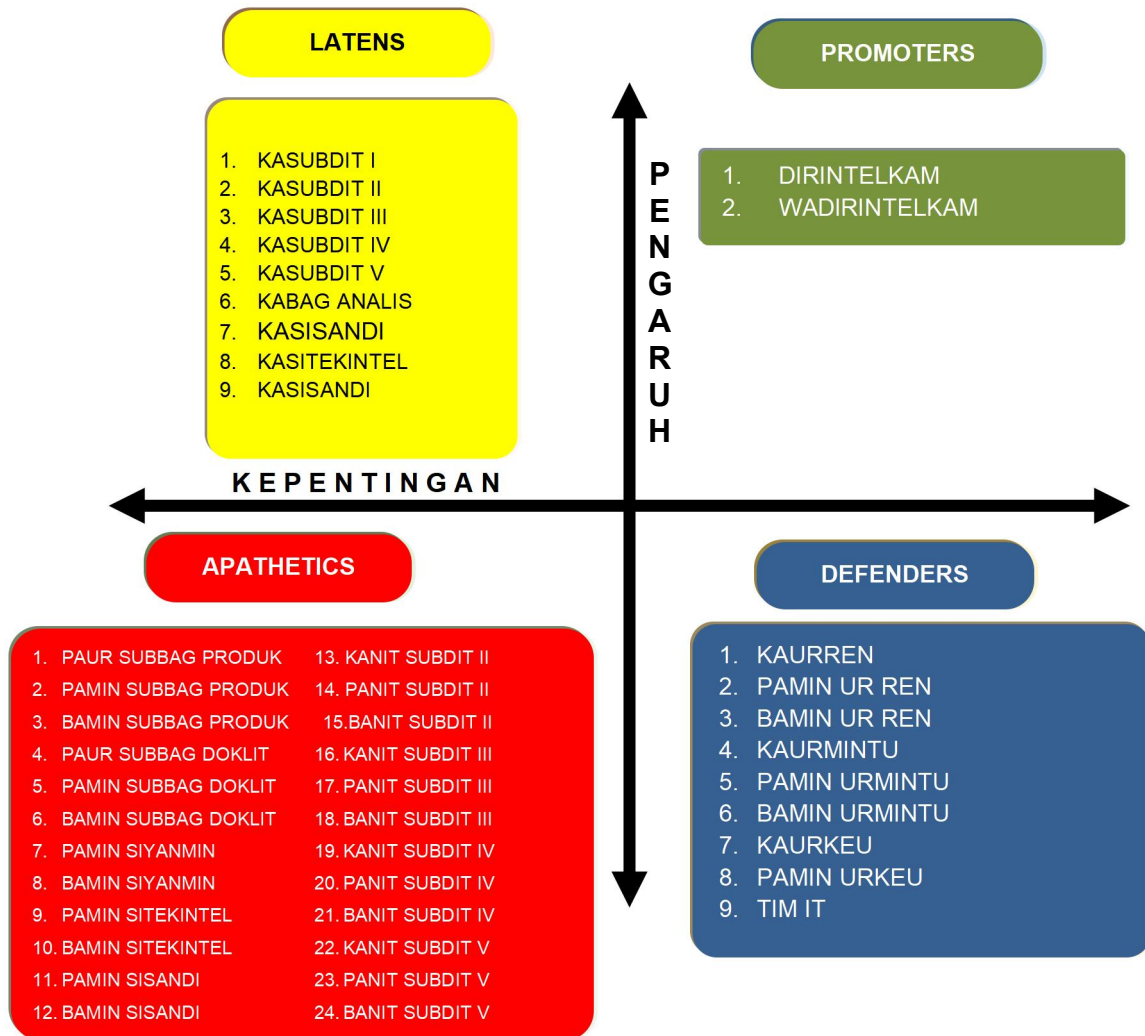 LATENS
1. KASUBDIT I
2. KASUBDIT II
3. KASUBDIT III
4. KASUBDIT IV
5. KASUBDIT V
6. KABAG ANALIS
7. KASISANDI
8. KASITEKINTEL
9. KASISANDI
PROMOTERS
1. DIRINTELKAM
2. WADIRINTELKAM
PENGARUH
KEPENTINGAN
APATHETICS
1. PAUR SUBBAG PRODUK
2. PAMIN SUBBAG PRODUK
3. BAMIN SUBBAG PRODUK
4. PAUR SUBBAG DOKLIT
5. PAMIN SUBBAG DOKLIT
6. BAMIN SUBBAG DOKLIT
7. PAMIN SIYANMIN
8. BAMIN SIYANMIN
9. PAMIN SITEKINTEL
10. BAMIN SITEKINTEL
11. PAMIN SISANDI
12. BAMIN SISANDI
13. KANIT SUBDIT II
14. PANIT SUBDIT II
15.BANIT SUBDIT II
16. KANIT SUBDIT III
17. PANIT SUBDIT III
18. BANIT SUBDIT III
19. KANIT SUBDIT IV
20. PANIT SUBDIT IV
21. BANIT SUBDIT IV
22. KANIT SUBDIT V
23. PANIT SUBDIT V
24. BANIT SUBDIT V
DEFENDERS
1. KAURREN
2. PAMIN UR REN
3. BAMIN UR REN
4. KAURMINTU
5. PAMIN URMINTU
6. BAMIN URMINTU
7. KAURKEU
8. PAMIN URKEU
9. TIM IT